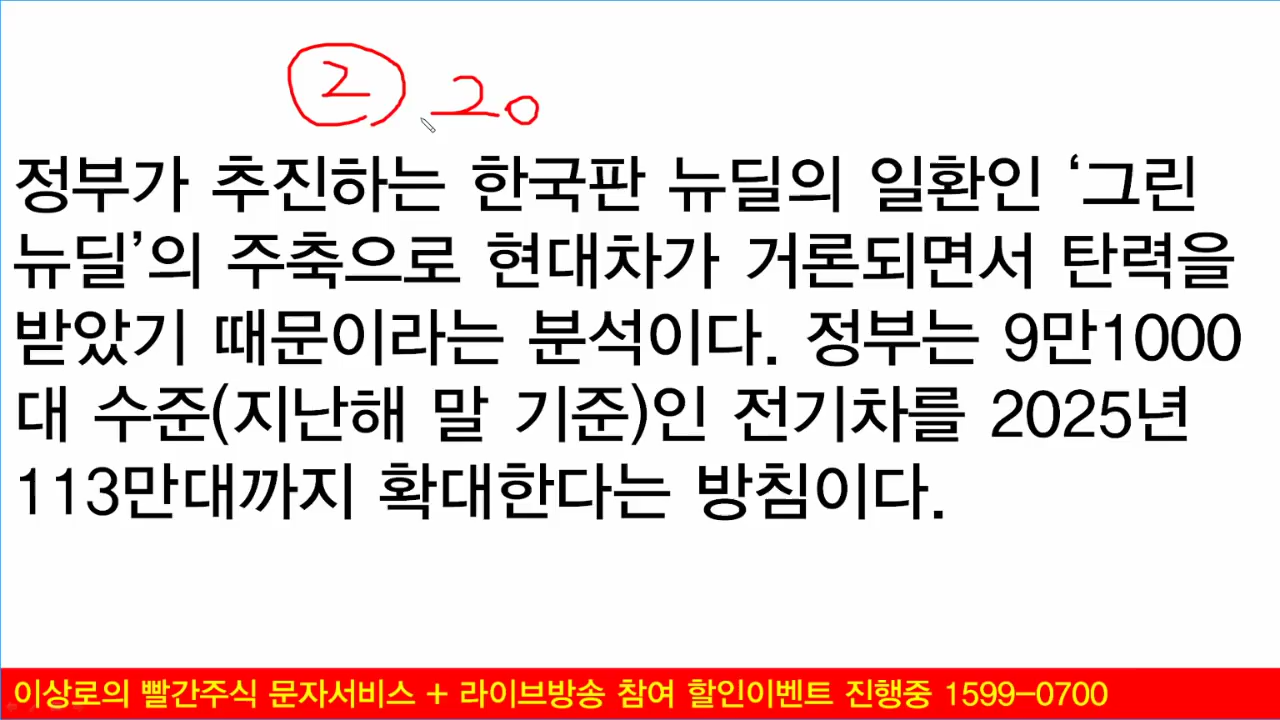 2 20
정부가 추진하는 한국판 뉴딜의 일환인 ‘그린
뉴딜’의 주축으로 현대차가 거론되면서 탄력을
받았기 때문이라는 분석이다. 정부는 9만1000
대 수준(지난해 말 기준)인 전기차를 2025년
113만대까지 확대한다는 방침이다.
이상로의 빨간주식 문자서비스 + 라이브방송 참여 할인이벤트 진행중 1599-0700